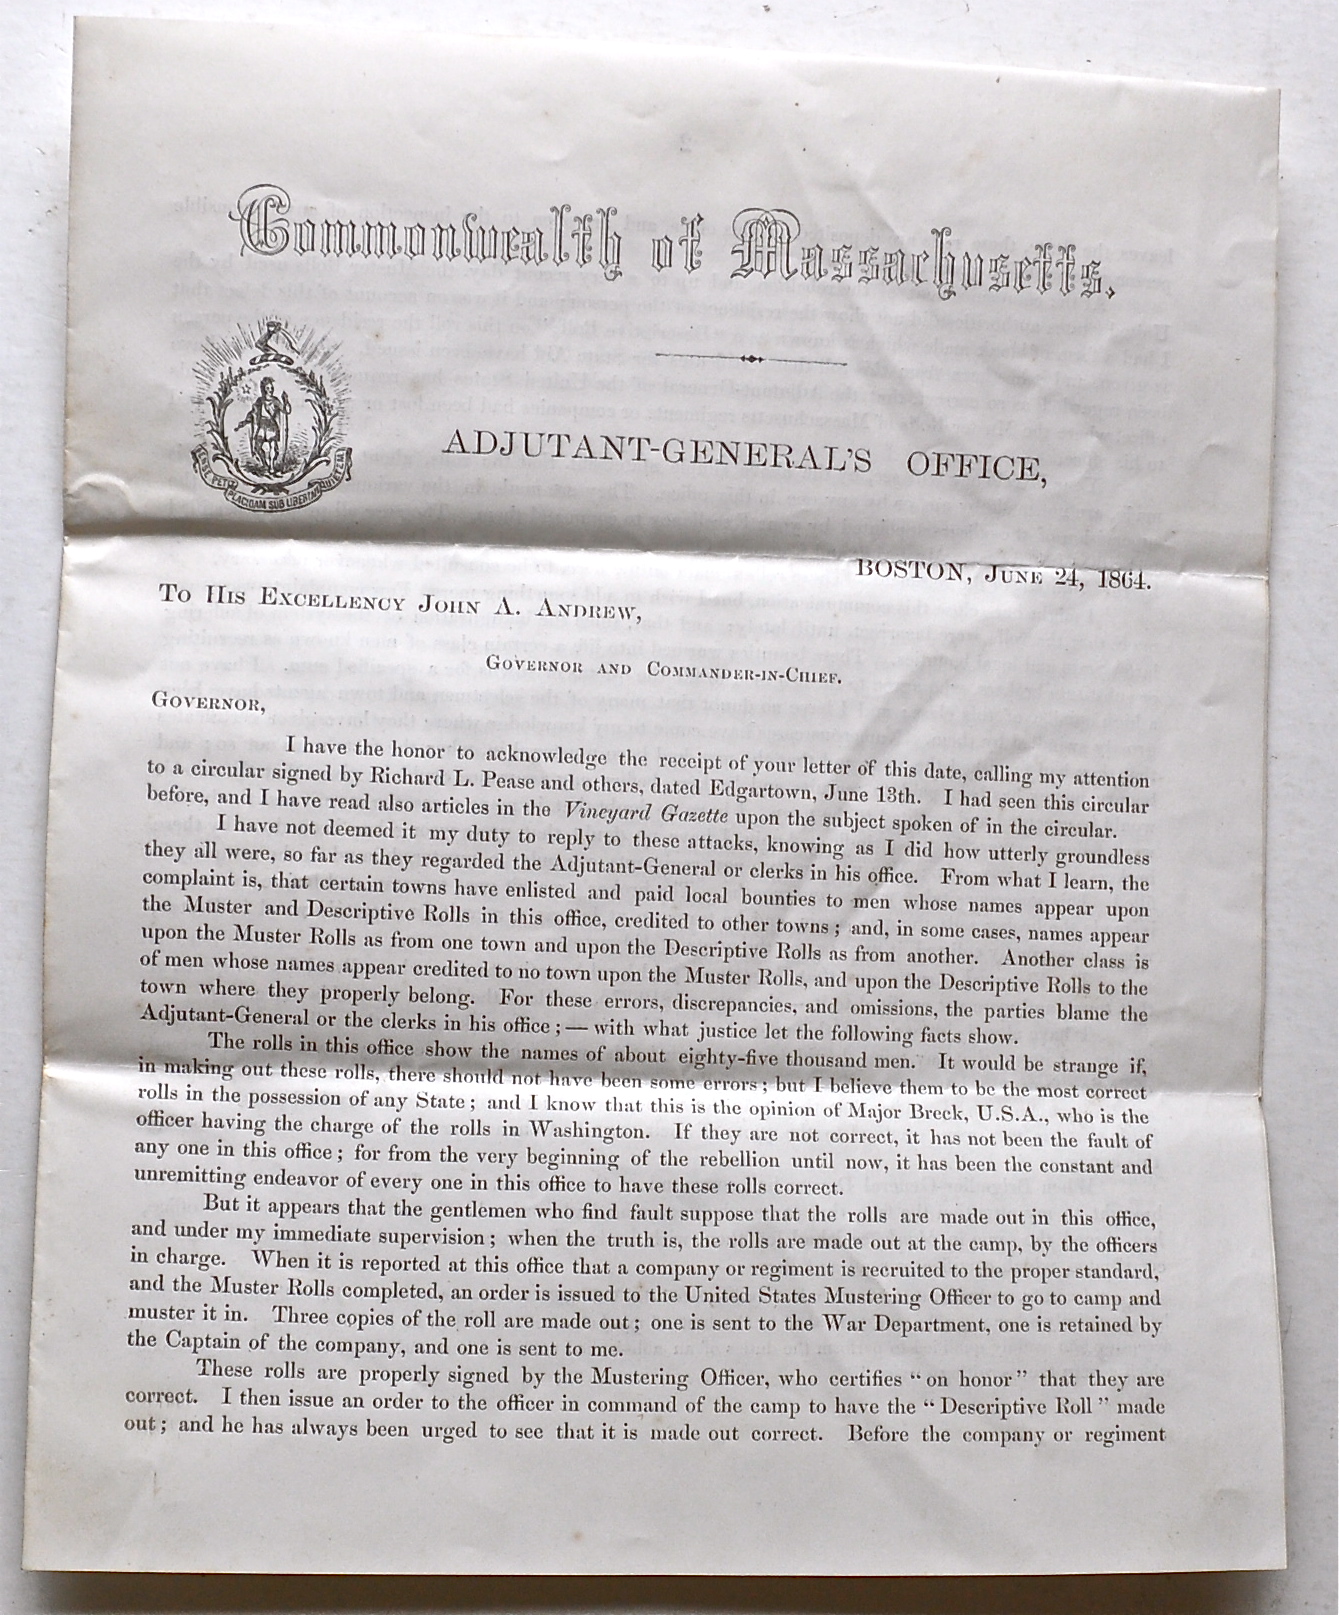 Commonwealth of Massachusetts.
ENSE PETIT PLACIDAM SUB LIBERTATE QUIETEM
ADJUTANT-GENERAL'S OFFICE,
BOSTON, JUNE 24, 1864.
TO HIS EXCELLENCY JOHN A. ANDREW,
GOVERNOR AND COMMANDER-IN-CHIEF.
GOVERNOR,
I have the honor to acknowledge the receipt of your letter of this date, calling my attention
to a circular signed by Richard L. Pease and others, dated Edgartown, June 13th. I had seen this circular
before, and I have read also articles in the Vineyard Gazette upon the subject spoken of in the circular.
I have not deemed it my duty to reply to these attacks, knowing as I did how utterly groundless
they all were, so far as they regarded the Adjutant-General or clerks in his office. From what I learn, the
complaint is, that certain towns have enlisted and paid local bounties to men whose names appear upon
the Muster and Descriptive Rolls in this office, credited to other towns; and, in some cases, names appear
upon the Muster Rolls as from one town and upon the Descriptive Rolls as from another. Another class is
of men whose names appear credited to no town upon the Muster Rolls, and upon the Descriptive Rolls to the
town where they properly belong. For these errors, discrepancies, and omissions, the parties blame the
Adjutant-General or the clerks in his office; — with what justice let the following facts show.
The rolls in this office show the names of about eighty-five thousand men. It would be strange if,
in making out these rolls, there should not have been some errors; but I believe them to be the most correct
rolls in the possession of any State; and I know that this is the opinion of Major Breck, U.S.A., who is the
officer having the charge of the rolls in Washington. If they are not correct, it has not been the fault of
any one in this office; for from the very beginning of the rebellion until now, it has been the constant and
unremitting endeavor of every one in this office to have these rolls correct.
But it appears that the gentlemen who find fault suppose that the rolls are made out in this office,
and under my immediate supervision; when the truth is, the rolls are made out at the camp, by the officers
in charge. When it is reported at this office that a company or regiment is recruited to the proper standard,
and the Muster Rolls completed, an order is issued to the United States Mustering Officer to go to camp and
muster it in. Three copies of the roll are made out; one is sent to the War Department, one is retained by
the Captain of the company, and one is sent to me.
These rolls are properly signed by the Mustering Officer, who certifies "on honor" that they are
correct. I then issue an order to the officer in command of the camp to have the "Descriptive Roll" made
out; and he has always been urged to see that it is made out correct. Before the company or regiment